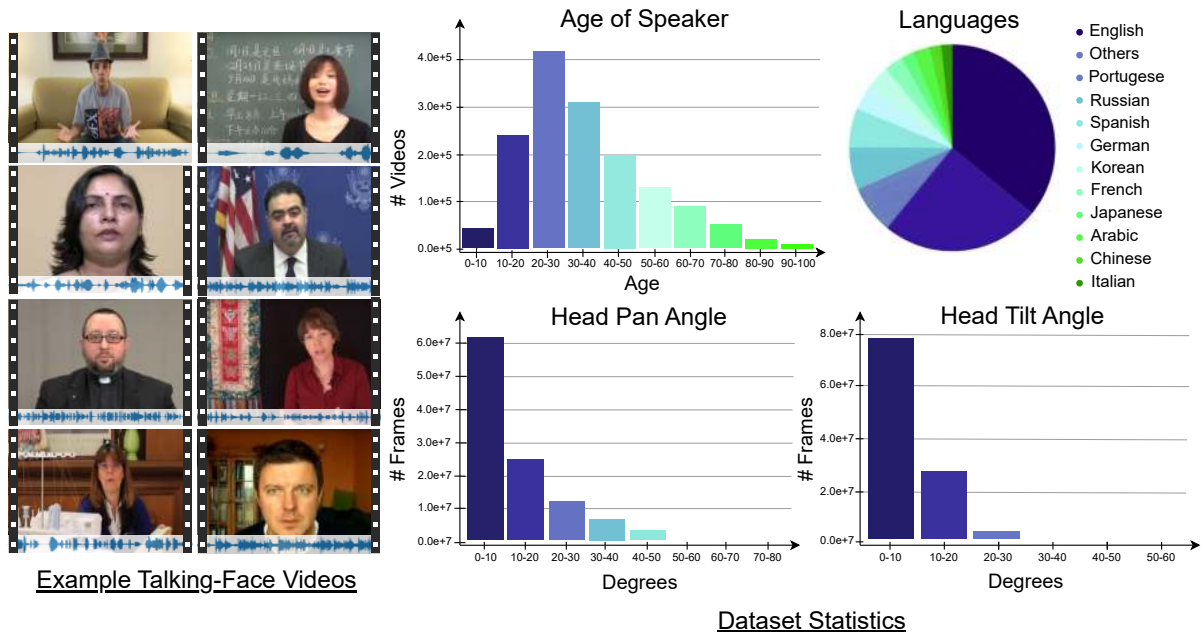 Age of Speaker
# Videos
4.0e+5
3.0e+5
2.0e+5
1.0e+5
0.0e+5
0-10 10-20 20-30 30-40 40-50 50-60 60-70 70-80 80-90 90-100
Age
Languages
English
Others
Portugese
Russian
Spanish
German
Korean
French
Japanese
Arabic
Chinese
Italian
Head Pan Angle
# Frames
6.0e+7
5.0e+7
4.0e+7
3.0e+7
2.0e+7
1.0e+7
0.0e+7
0-10 10-20 20-30 30-40 40-50 50-60 60-70 70-80
Degrees
Head Tilt Angle
# Frames
8.0e+7
6.0e+7
4.0e+7
2.0e+7
0.0e+7
0-10 10-20 20-30 30-40 40-50 50-60
Degrees
Example Talking-Face Videos
Dataset Statistics